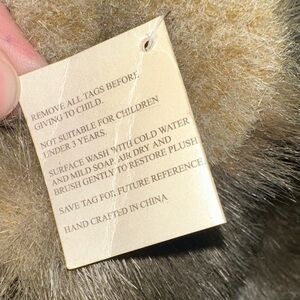 REMOVE ALL TAGS BEFORE
GIVING TO CHILD.
NOT SUITABLE FOR CHILDREN
UNDER 3 YEARS.
SURFACE WASH WITH COLD WATER
AND MILD SOAP. AIR DRY AND
BRUSH GENTLY TO RESTORE PLUSH
SAVE TAG FOR FUTURE REFERENCE
HAND CRAFTED IN CHINA